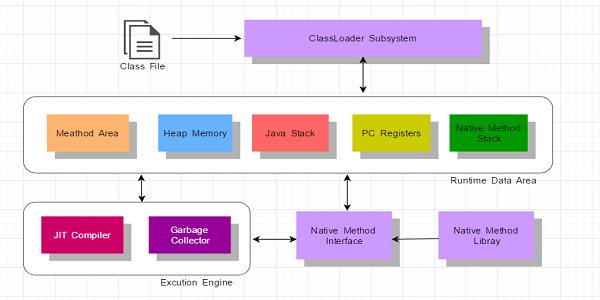 ClassLoader Subsystem
Class File
Meathod Area
Heap Memory
Java Stack
PC Registers
Native Method
Stack
Runtime Data Area
JIT Compiler
Garbage
Collector
Native Method
Interface
Native Method
Libray
Excution Engine